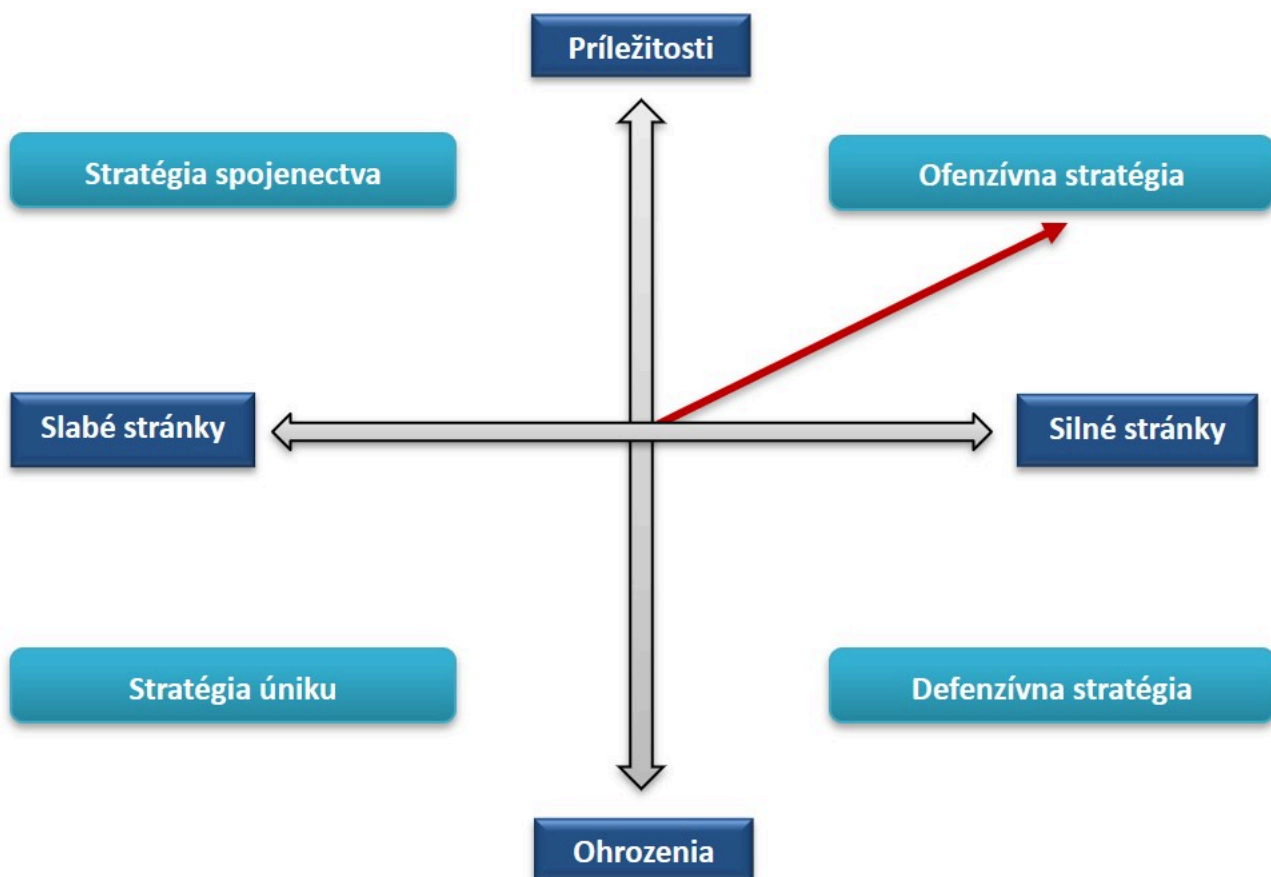 Príležitosti
Stratégia spojenectva
Ofenzívna stratégia
Slabé stránky
Silné stránky
Stratégia úniku
Defenzívna stratégia
Ohrozenia